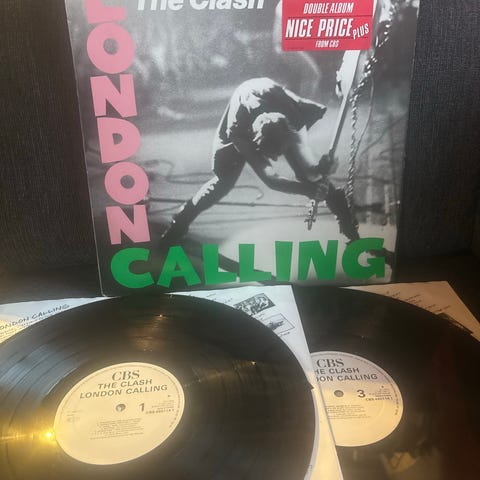 The Clash
DOUBLE ALBUM
NICE PRICE PLUS
FROM CBS
LONDON
CALLING
LONDON CALLING
CBS
THE CLASH
LONDON CALLING
1
CBS
THE CLASH
LONDON CALLING
3